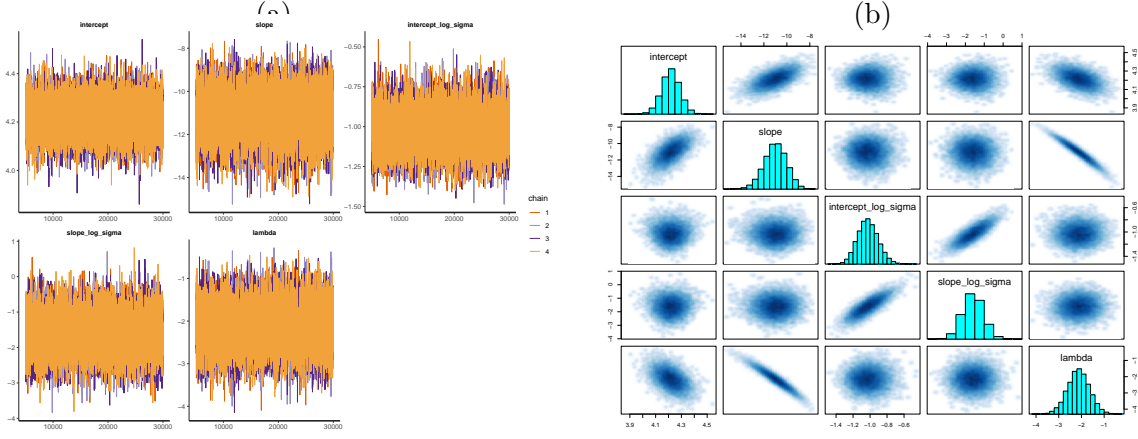 (a)
(b)
intercept
slope
intercept_log_sigma
4.4
4.2
4.0
10000 20000 30000
−8
−10
−12
−14
10000 20000 30000
−0.50
−0.75
−1.00
−1.25
−1.50
10000 20000 30000
chain
1
2
3
4
slope_log_sigma
lambda
1
0
−1
−2
−3
−4
10000 20000 30000
−1
−2
−3
−4
10000 20000 30000
−14 −12 −10 −8
−4 −3 −2 −1 0 1
intercept
3.9 4.1 4.3 4.5
−14 −12 −10 −8
slope
intercept_log_sigma
−1.4 −1.0 −0.6
−4 −3 −2 −1 0 1
slope_log_sigma
lambda
−4 −3 −2 −1
3.9 4.1 4.3 4.5
−1.4 −1.0 −0.6
−4 −3 −2 −1